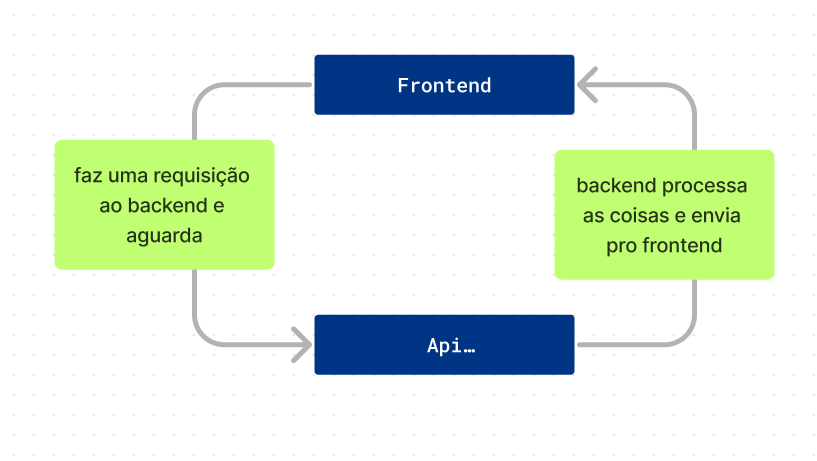 Frontend
faz uma requisição
ao backend e
aguarda
backend processa
as coisas e envia
pro frontend
Api…